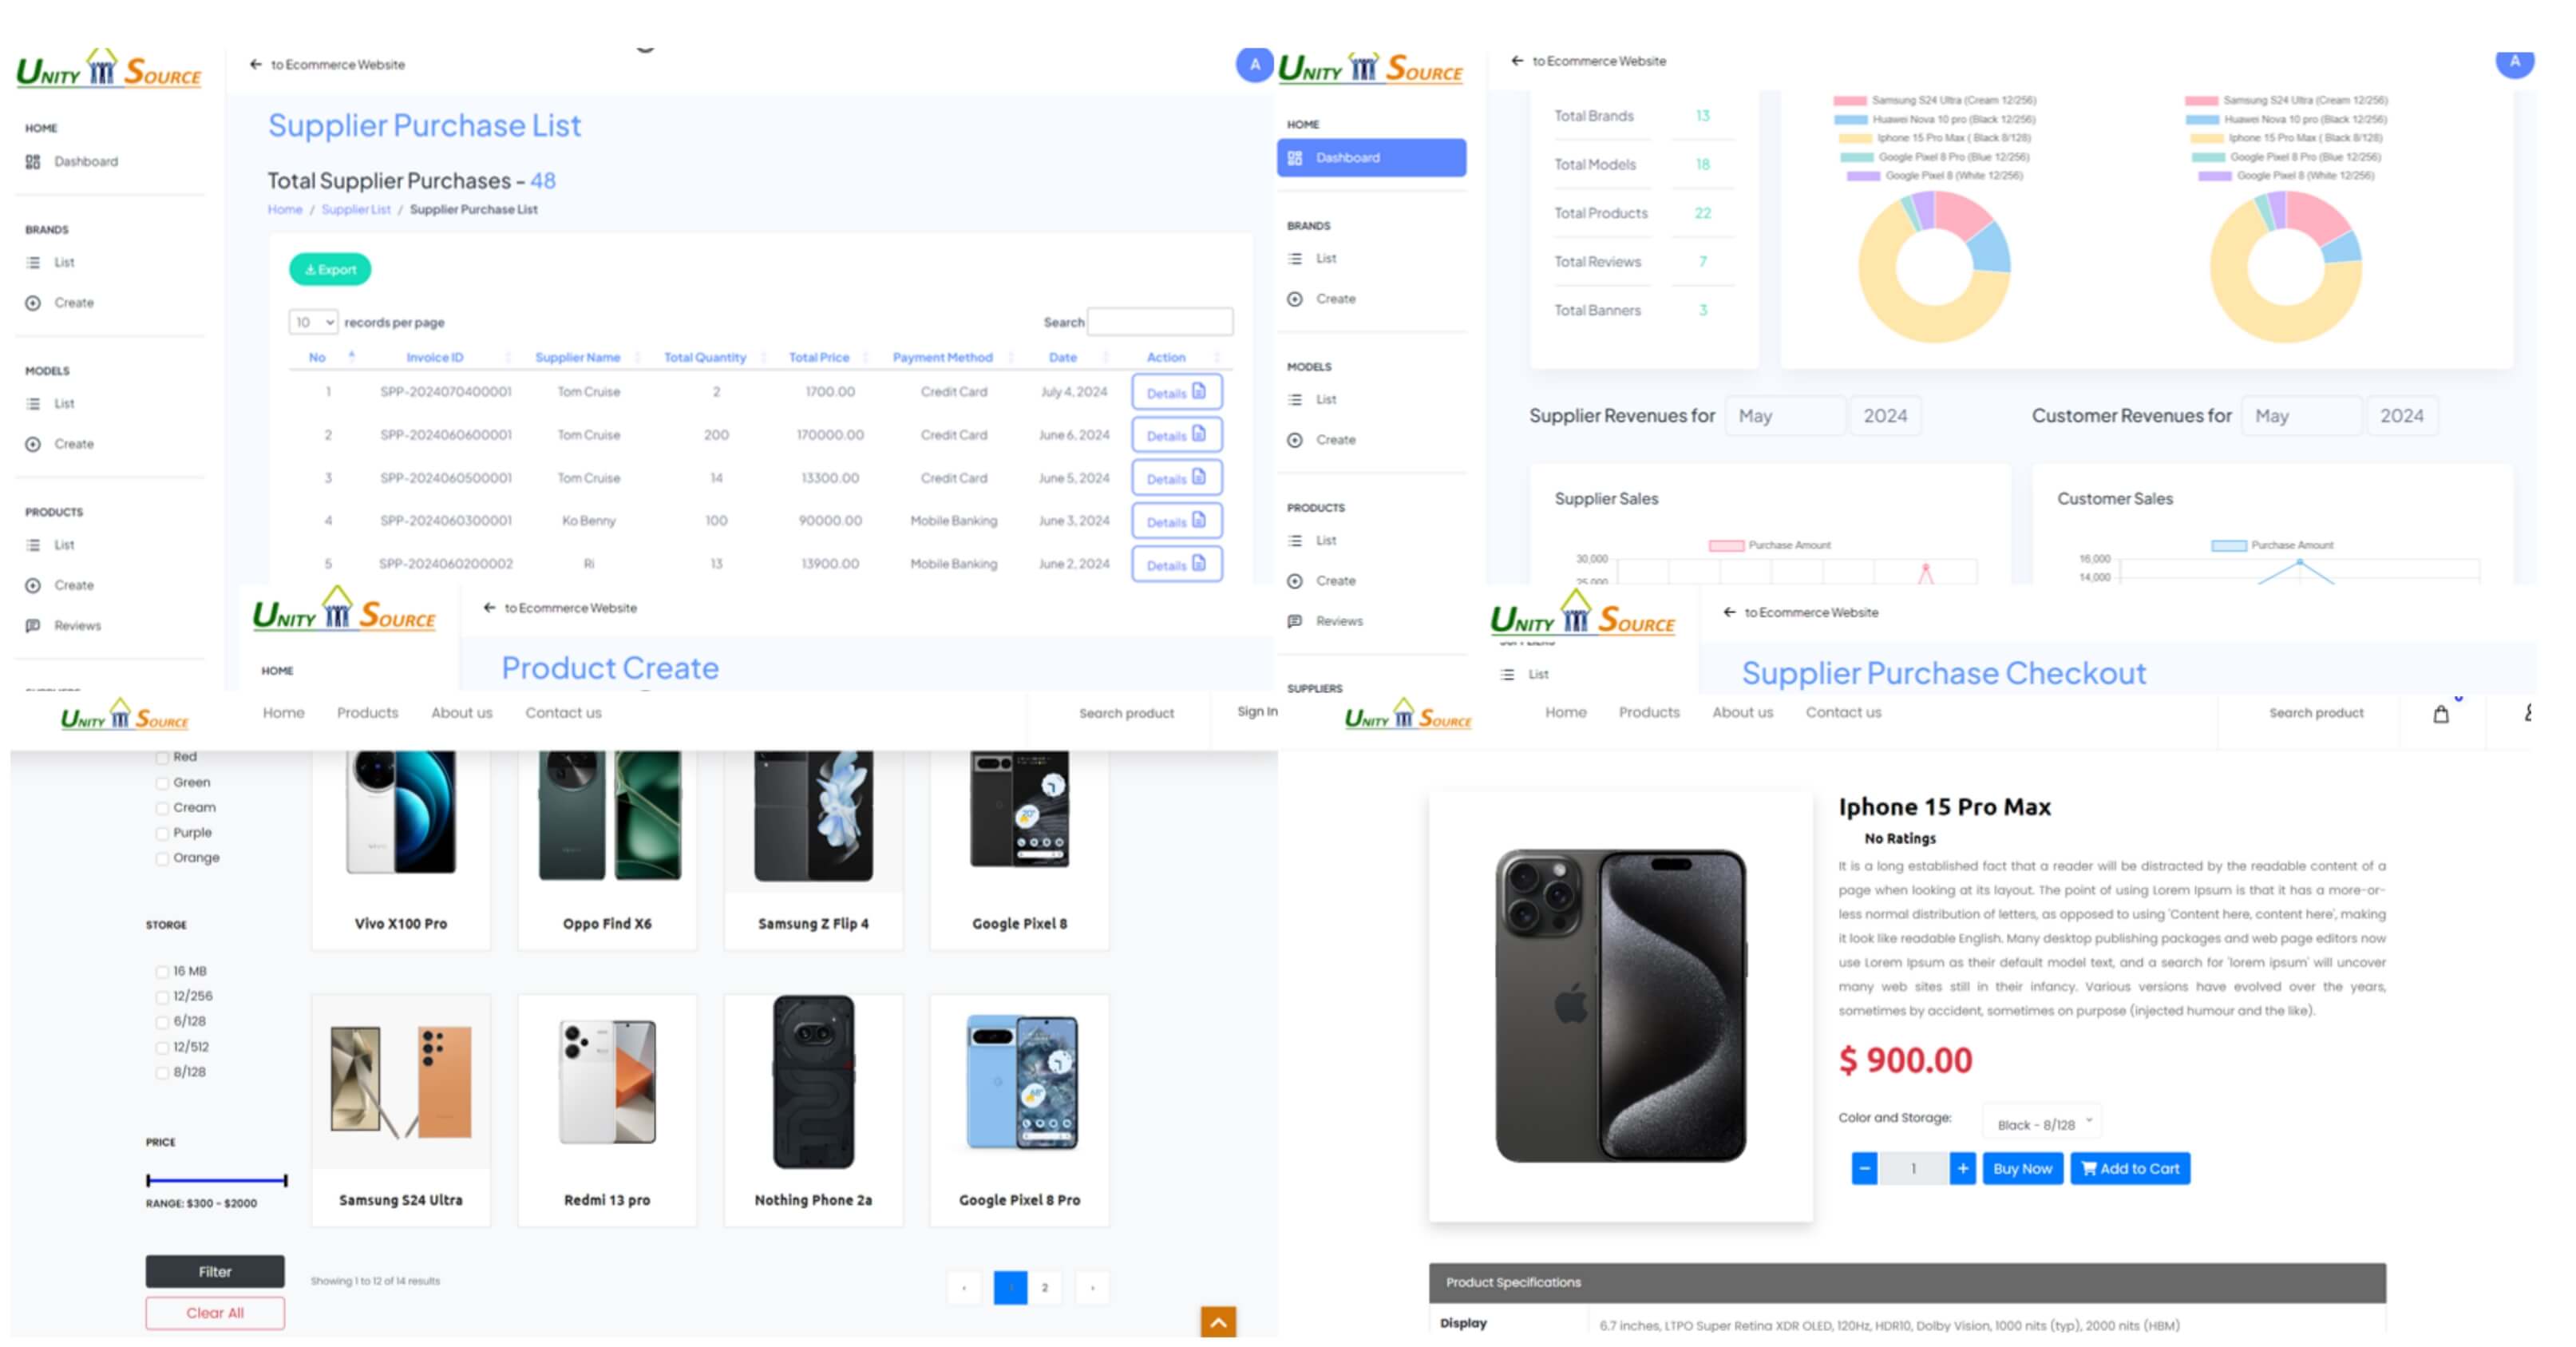 UNITY SOURCE
← to Ecommerce Website
A
HOME
Dashboard
BRANDS
List
Create
MODELS
List
Create
PRODUCTS
List
Create
Reviews
Supplier Purchase List
Total Supplier Purchases - 48
Home / Supplier List / Supplier Purchase List
Export
10 records per page
Search
No Invoice ID Supplier Name Total Quantity Total Price Payment Method Date Action
1 SPP-2024070400001 Tom Cruise 2 1700.00 Credit Card July 4, 2024 Details
2 SPP-2024060600001 Tom Cruise 200 170000.00 Credit Card June 6, 2024 Details
3 SPP-2024060500001 Tom Cruise 14 13300.00 Credit Card June 5, 2024 Details
4 SPP-2024060300001 Ko Benny 100 90000.00 Mobile Banking June 3, 2024 Details
5 SPP-2024060200002 Ri 13 13900.00 Mobile Banking June 2, 2024 Details
UNITY SOURCE
← to Ecommerce Website
HOME
Product Create
UNITY SOURCE
← to Ecommerce Website
A
HOME
Dashboard
BRANDS
List
Create
MODELS
List
Create
PRODUCTS
List
Create
Reviews
SUPPLIERS
Total Brands 13
Total Models 18
Total Products 22
Total Reviews 7
Total Banners 3
Samsung S24 Ultra (Cream 12/256)
Huawei Nova 10 pro (Black 12/256)
Iphone 15 Pro Max ( Black 8/128)
Google Pixel 8 Pro (Blue 12/256)
Google Pixel 8 (White 12/256)
Samsung S24 Ultra (Cream 12/256)
Huawei Nova 10 pro (Black 12/256)
Iphone 15 Pro Max ( Black 8/128)
Google Pixel 8 Pro (Blue 12/256)
Google Pixel 8 (White 12/256)
Supplier Revenues for May 2024
Customer Revenues for May 2024
Supplier Sales
Purchase Amount
30,000
25,000
Customer Sales
Purchase Amount
16,000
14,000
UNITY SOURCE
← to Ecommerce Website
List
Supplier Purchase Checkout
UNITY SOURCE
Home Products About us Contact us Search product Sign In
Red
Green
Cream
Purple
Orange
STORGE
16 MB
12/256
6/128
12/512
8/128
PRICE
RANGE: $300 - $2000
Filter
Clear All
Vivo X100 Pro
Oppo Find X6
Samsung Z Flip 4
Google Pixel 8
Samsung S24 Ultra
Redmi 13 pro
Nothing Phone 2a
Google Pixel 8 Pro
Showing 1 to 12 of 14 results
‹ 1 2 ›
UNITY SOURCE
Home Products About us Contact us Search product
Iphone 15 Pro Max
No Ratings
It is a long established fact that a reader will be distracted by the readable content of a
page when looking at its layout. The point of using Lorem Ipsum is that it has a more-or-
less normal distribution of letters, as opposed to using 'Content here, content here', making
it look like readable English. Many desktop publishing packages and web page editors now
use Lorem Ipsum as their default model text, and a search for 'lorem ipsum' will uncover
many web sites still in their infancy. Various versions have evolved over the years,
sometimes by accident, sometimes on purpose (injected humour and the like).
$ 900.00
Color and Storage: Black - 8/128
− 1 + Buy Now Add to Cart
Product Specifications
Display 6.7 inches, LTPO Super Retina XDR OLED, 120Hz, HDR10, Dolby Vision, 1000 nits (typ), 2000 nits (HBM)